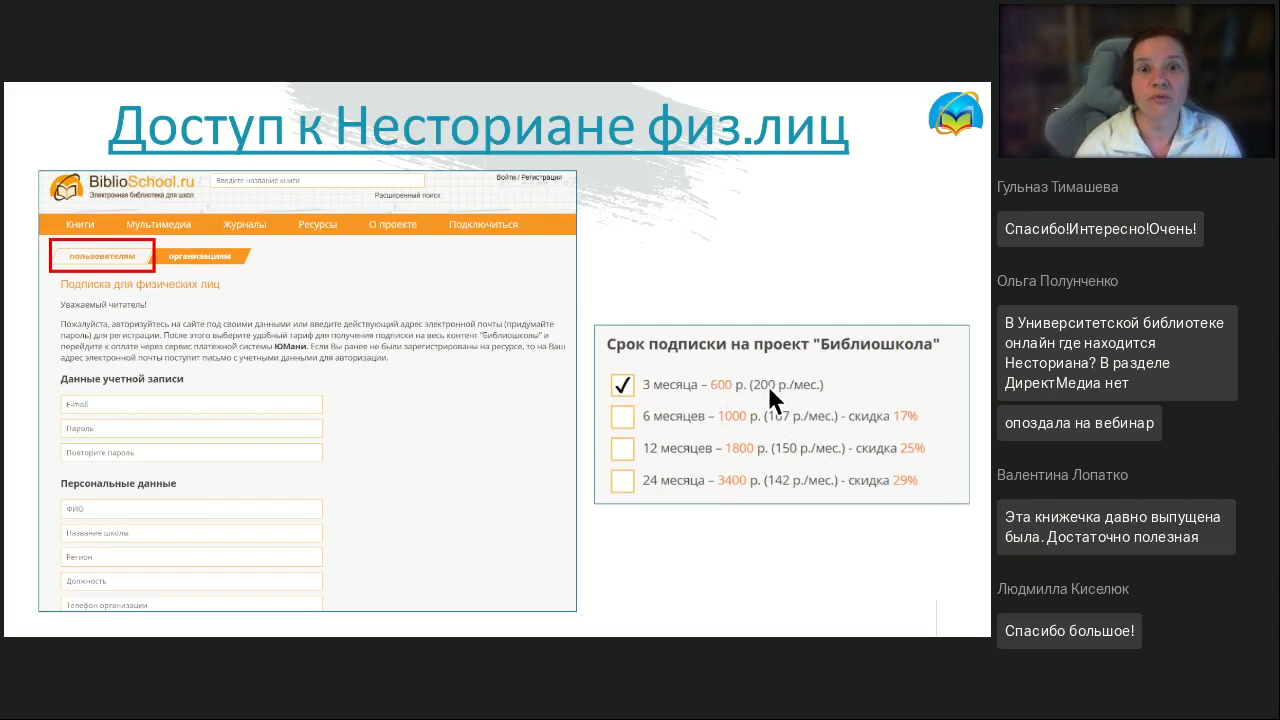 Доступ к Несториане физ.лиц
BiblioSchool.ru
Электронная библиотека для школ
Введите название книги
Войти / Регистрация
Расширенный поиск
Книги Мультимедиа Журналы Ресурсы О проекте Подключиться
пользователям организациям
Подписка для физических лиц
Уважаемый читатель!
Пожалуйста, авторизуйтесь на сайте под своими данными или введите действующий адрес электронной почты (придумайте
пароль) для регистрации. После этого выберите удобный тариф для получения подписки на весь контент "Библиошколы" и
перейдите к оплате через сервис платежной системы ЮМани. Если Вы ранее не были зарегистрированы на ресурсе, то на Ваш
адрес электронной почты поступит письмо с учетными данными для авторизации.
Данные учетной записи
E-mail
Пароль
Повторите пароль
Персональные данные
ФИО
Название школы
Регион
Должность
Телефон организации
Срок подписки на проект "Библиошкола"
3 месяца – 600 р. (200 р./мес.)
6 месяцев – 1000 р. (167 р./мес.) - скидка 17%
12 месяцев – 1800 р. (150 р./мес.) - скидка 25%
24 месяца – 3400 р. (142 р./мес.) - скидка 29%
Гульназ Тимашева
Спасибо!Интересно!Очень!
Ольга Полунченко
В Университетской библиотеке
онлайн где находится
Несториана? В разделе
ДиректМедиа нет
опоздала на вебинар
Валентина Лопатко
Эта книжечка давно выпущена
была. Достаточно полезная
Людмилла Киселюк
Спасибо большое!